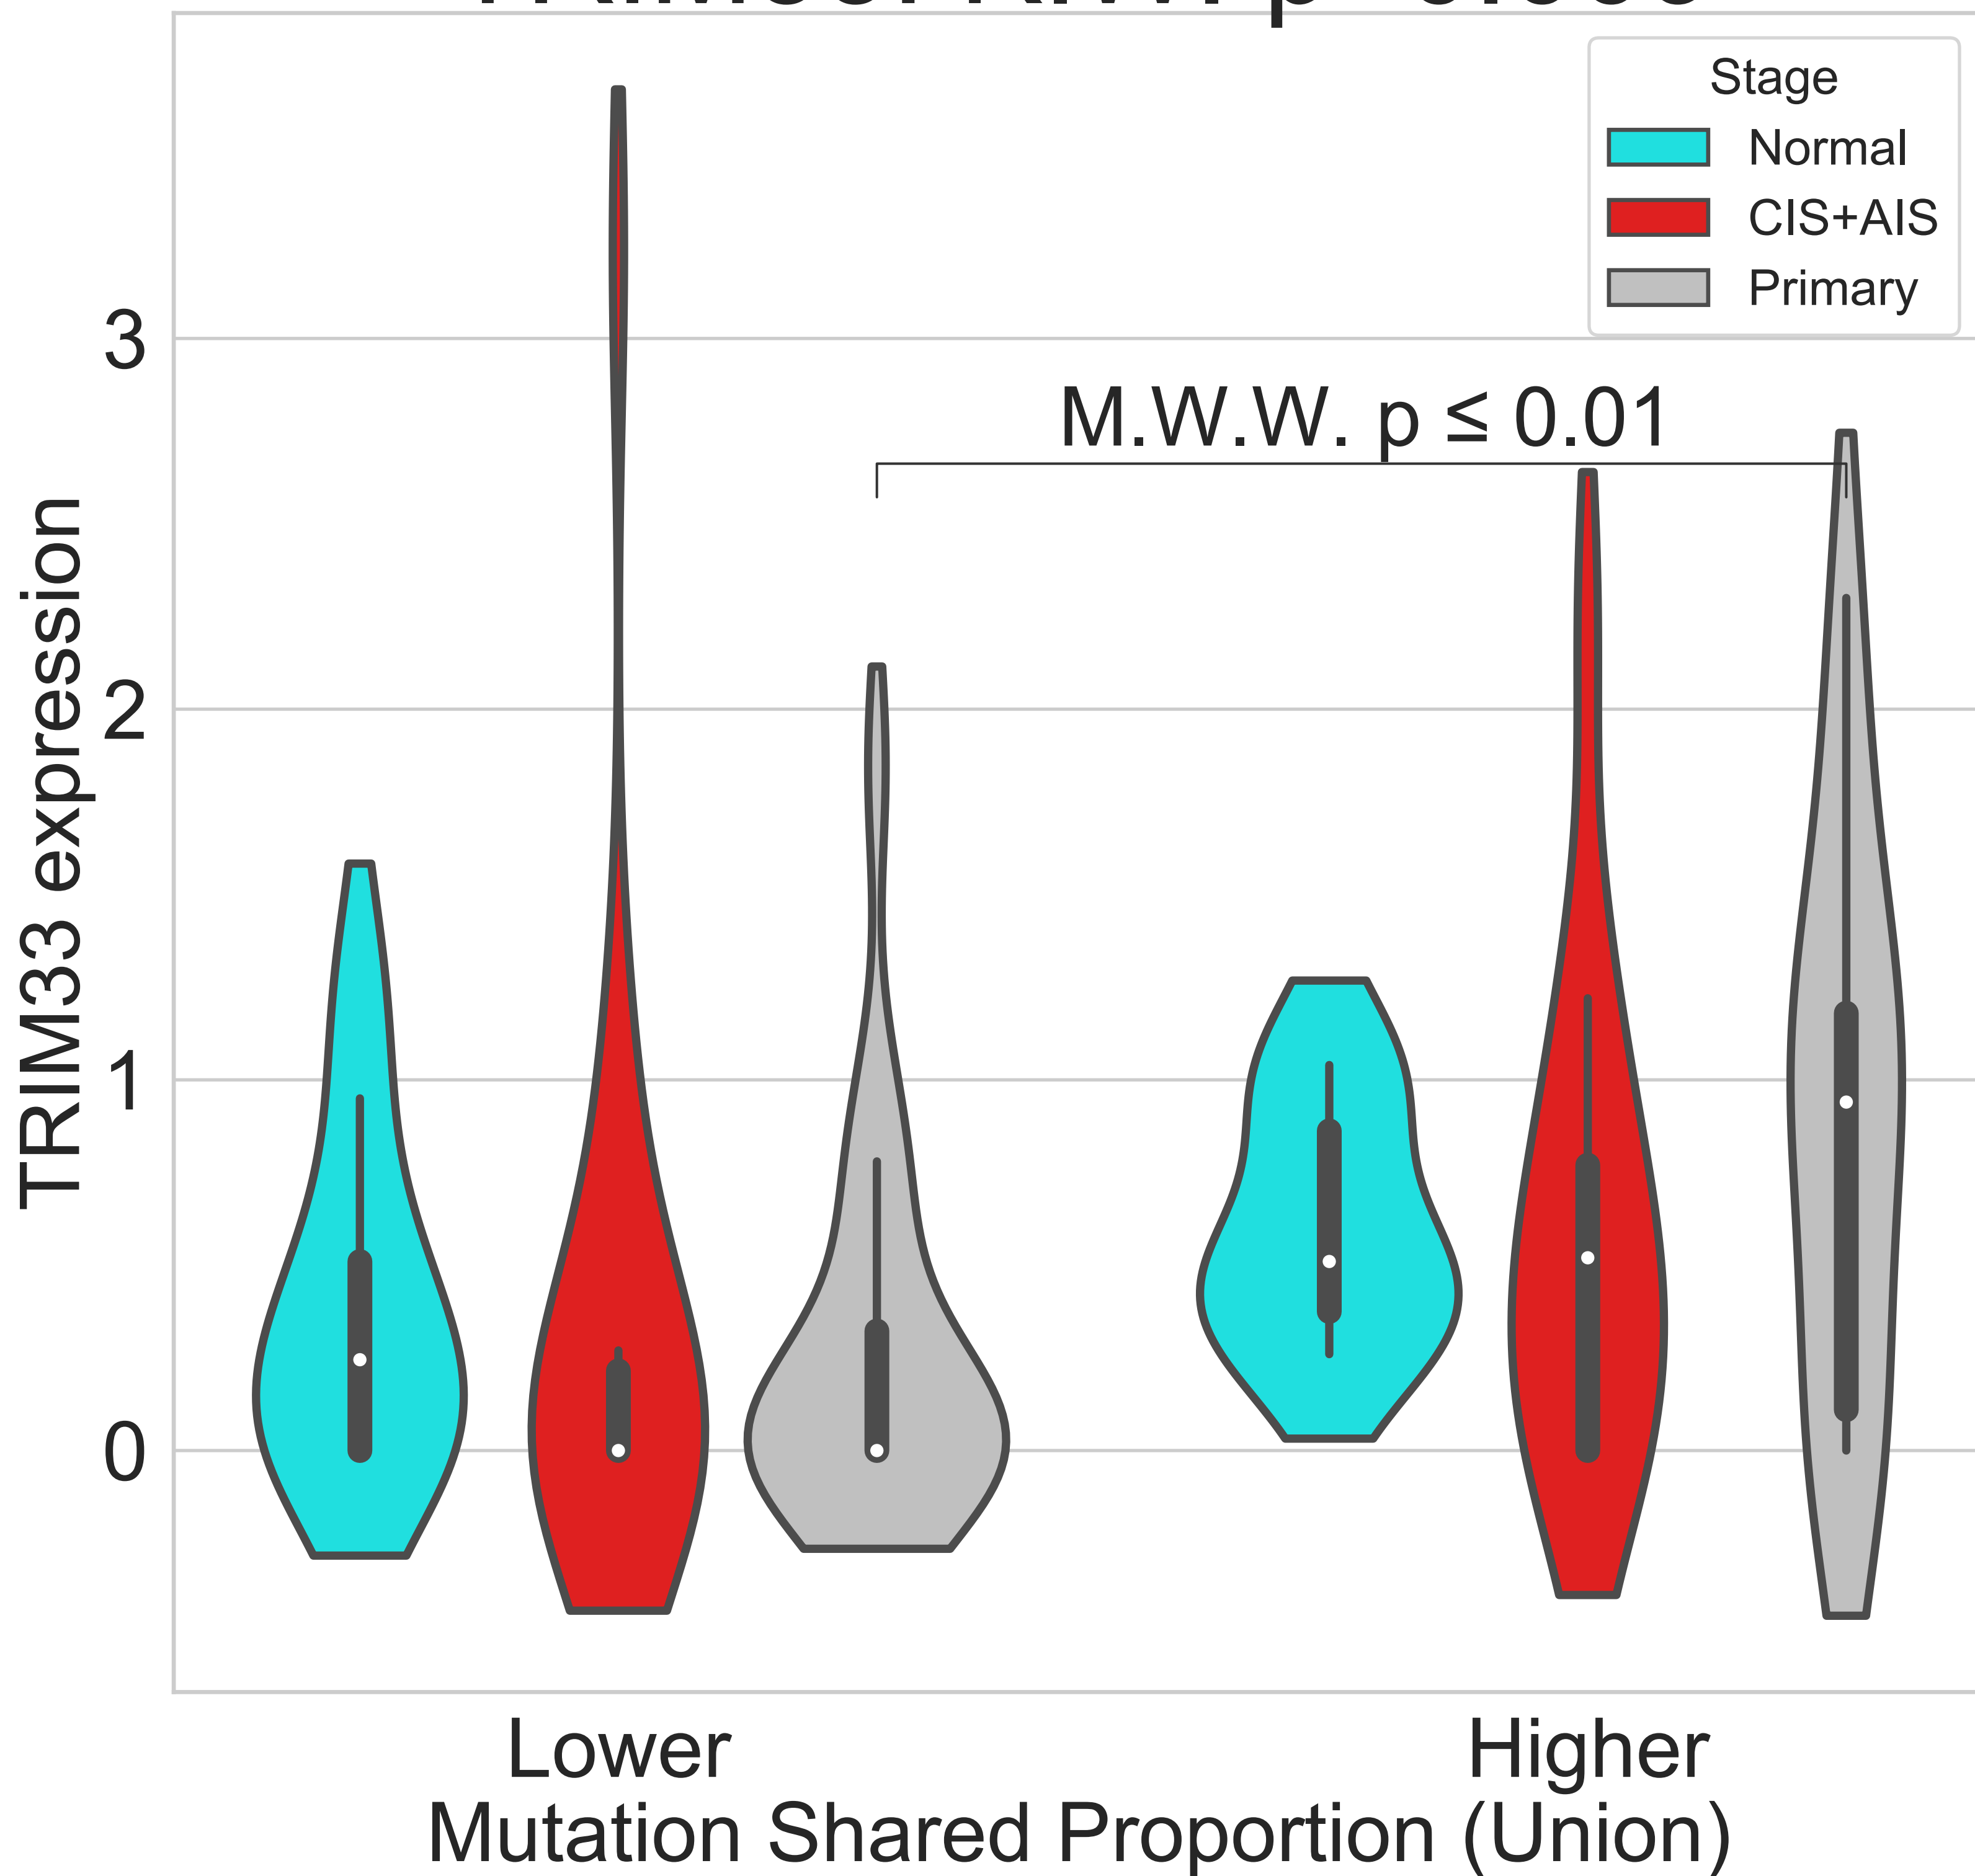 Stage
Normal
CIS+AIS
Primary
M.W.W. p ≤ 0.01
3
2
1
0
TRIM33 expression
Lower
Higher
Mutation Shared Proportion (Union)